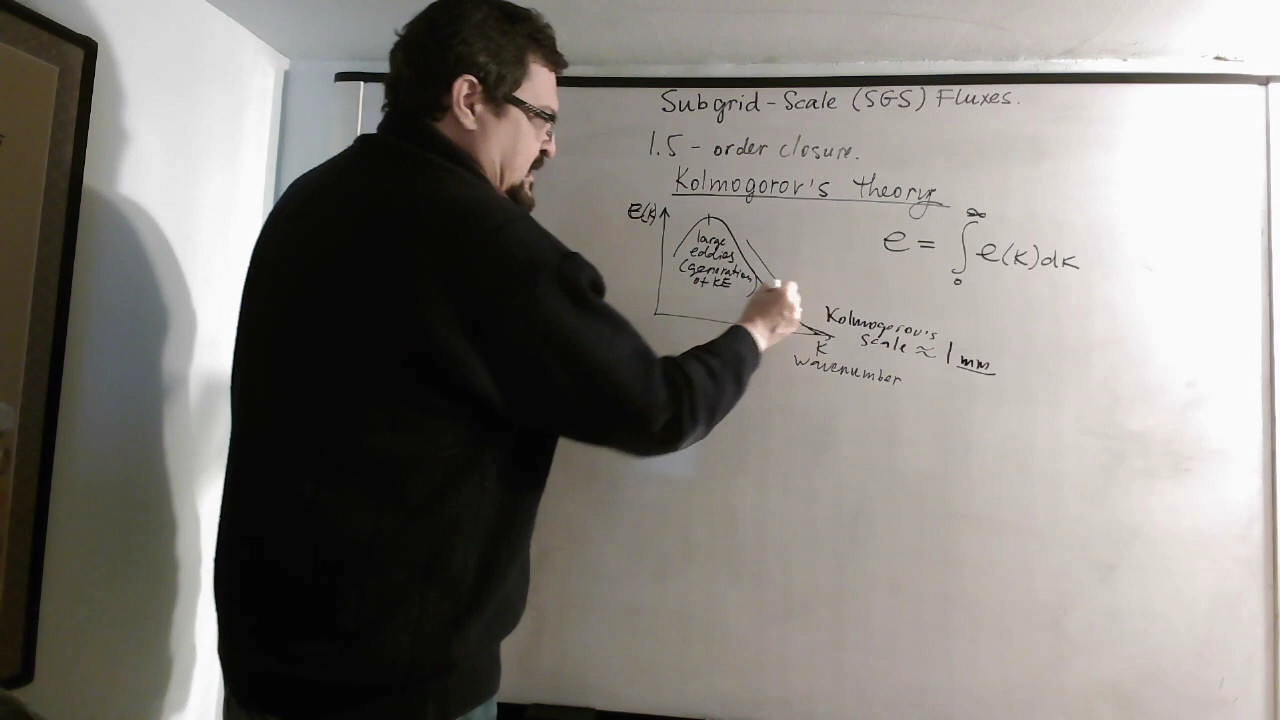 Subgrid-Scale (SGS) Fluxes.
1.5 - order closure.
Kolmogorov's theory
e(k)
large
eddies
(generation
of KE)
e = ∫₀^∞ e(k)dk
Kolmogorov's
scale ≈ 1 mm
k
wavenumber